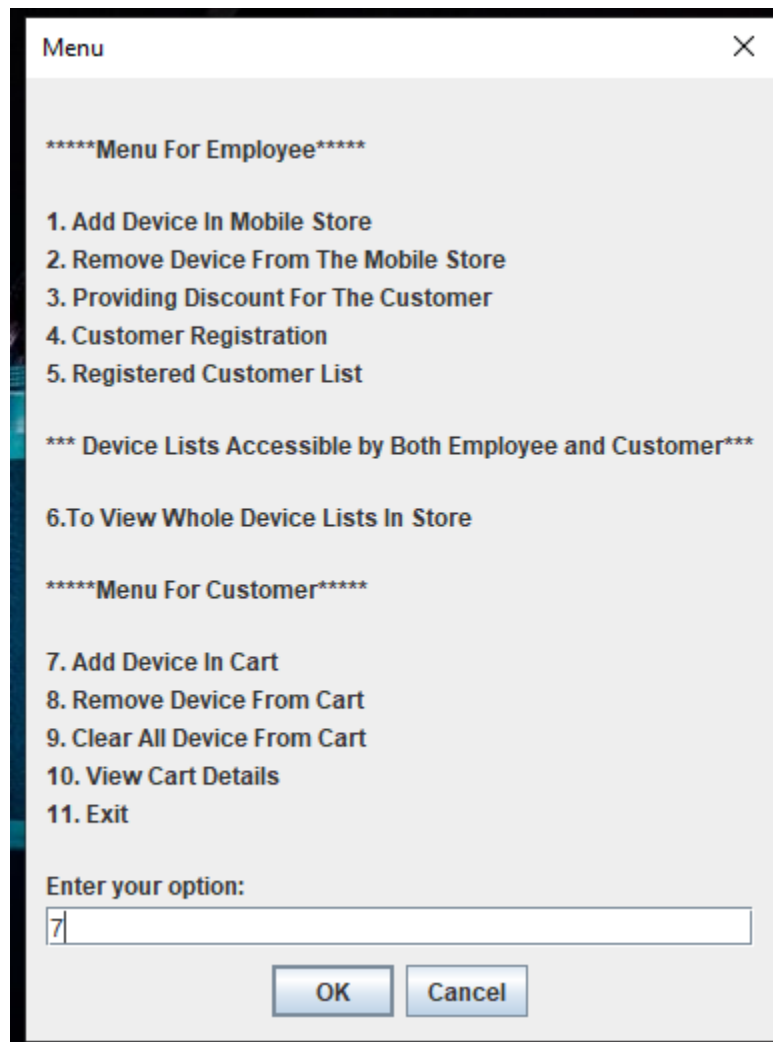 Menu
*****Menu For Employee*****
1. Add Device In Mobile Store
2. Remove Device From The Mobile Store
3. Providing Discount For The Customer
4. Customer Registration
5. Registered Customer List
*** Device Lists Accessible by Both Employee and Customer***
6.To View Whole Device Lists In Store
*****Menu For Customer*****
7. Add Device In Cart
8. Remove Device From Cart
9. Clear All Device From Cart
10. View Cart Details
11. Exit
Enter your option:
7
OK Cancel